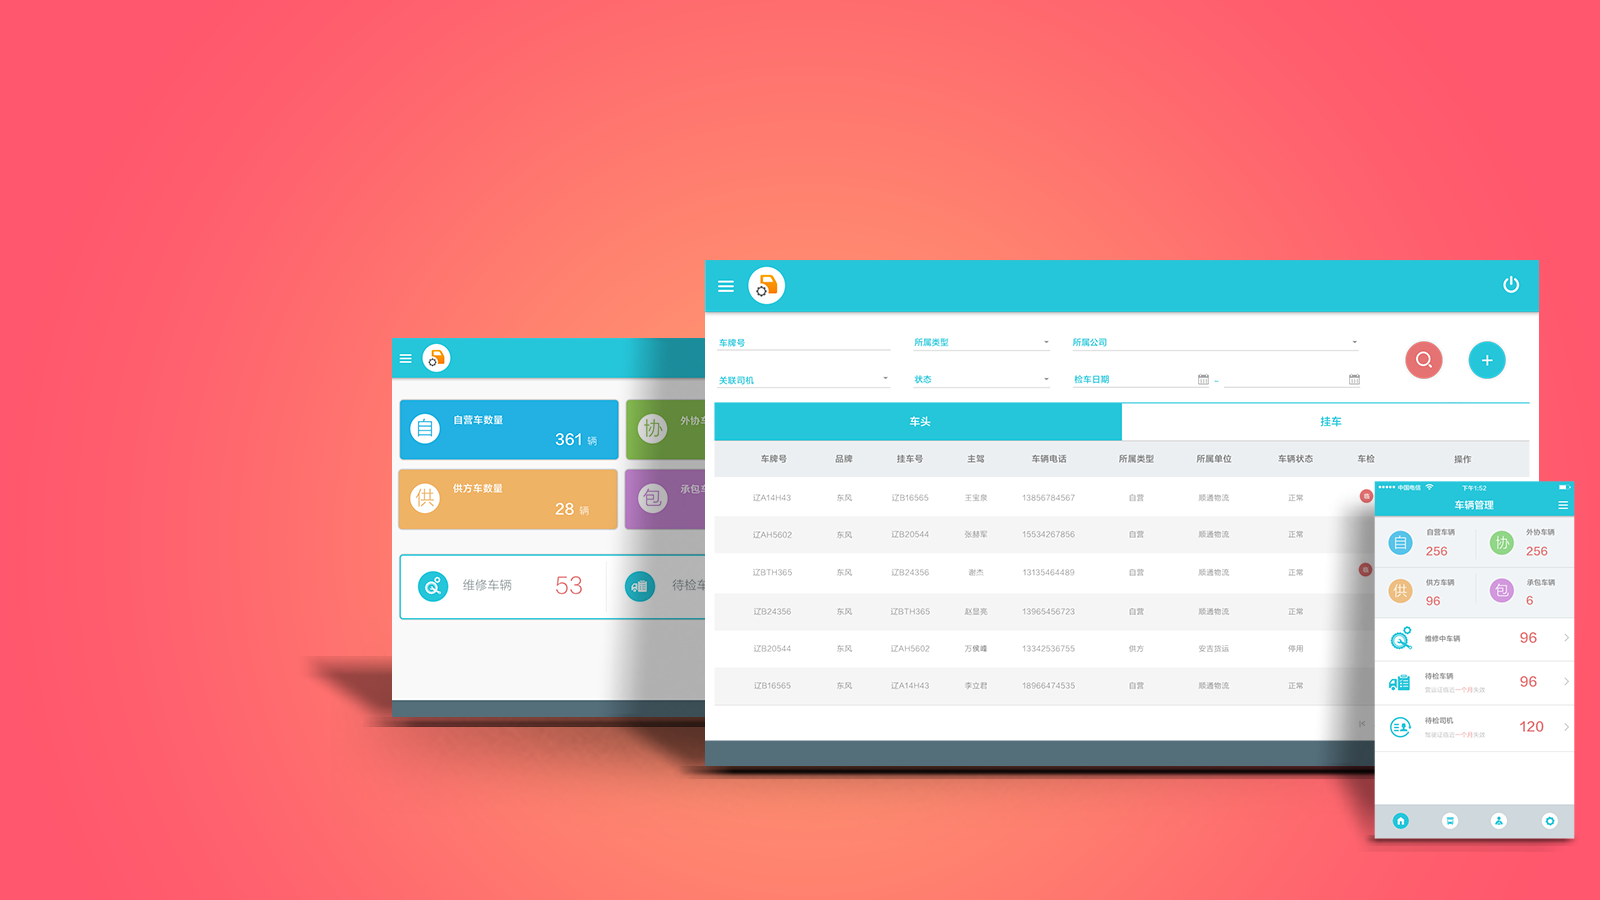 自 自营车数量
361 辆
协 外协车
供 供方车数量
28 辆
包 承包车
维修车辆 53
待检车
车牌号 所属类型 所属公司
关联司机 状态 检车日期 –
车头 挂车
车牌号 品牌 挂车号 主驾 车辆电话 所属类型 所属单位 车辆状态 车检 操作
辽A14H43 东风 辽B16565 王宝泉 13856784567 自营 顺通物流 正常
辽AH5602 东风 辽B20544 张赫军 15534267856 自营 顺通物流 正常
辽BTH365 东风 辽B24356 谢杰 13135464489 自营 顺通物流 正常
辽B24356 东风 辽BTH365 赵显亮 13965456723 自营 顺通物流 正常
辽B20544 东风 辽AH5602 万侯峰 13342536755 供方 安吉货运 停用
辽B16565 东风 辽A14H43 李立君 18966474535 自营 顺通物流 正常
中国电信 下午1:52
车辆管理
自 自营车辆 256
协 外协车辆 256
供 供方车辆 96
包 承包车辆 6
维修中车辆 96
待检车辆 96
营运证临近一个月失效
待检司机 120
驾驶证临近一个月失效